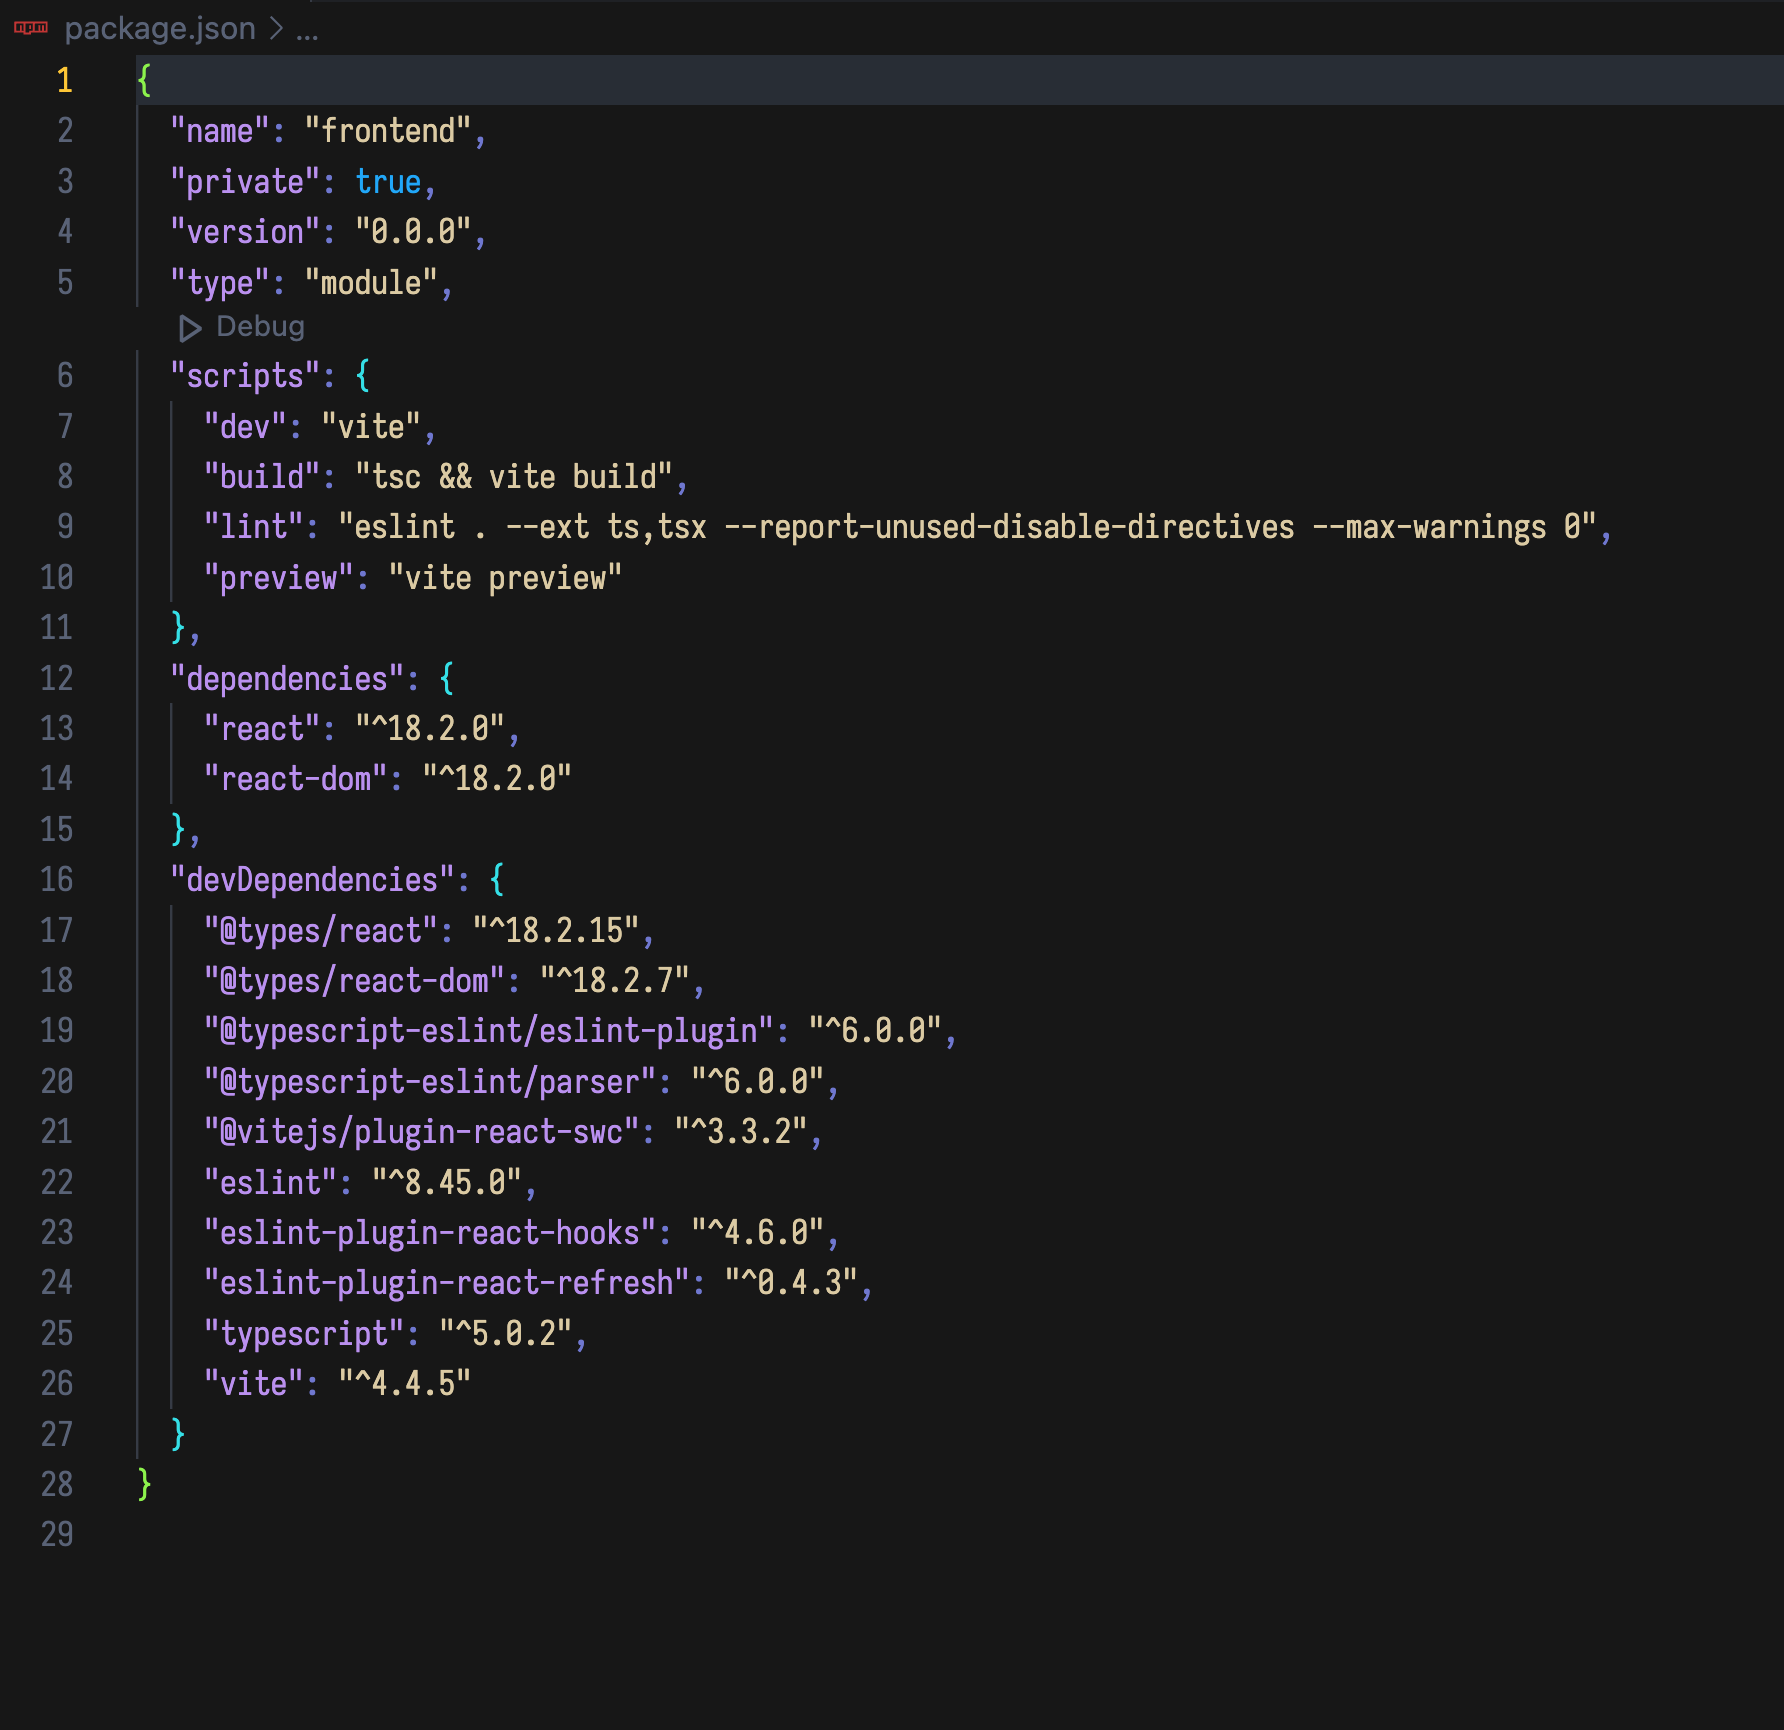 npm package.json > ...
1 {
2 "name": "frontend",
3 "private": true,
4 "version": "0.0.0",
5 "type": "module",
Debug
6 "scripts": {
7 "dev": "vite",
8 "build": "tsc && vite build",
9 "lint": "eslint . --ext ts,tsx --report-unused-disable-directives --max-warnings 0",
10 "preview": "vite preview"
11 },
12 "dependencies": {
13 "react": "^18.2.0",
14 "react-dom": "^18.2.0"
15 },
16 "devDependencies": {
17 "@types/react": "^18.2.15",
18 "@types/react-dom": "^18.2.7",
19 "@typescript-eslint/eslint-plugin": "^6.0.0",
20 "@typescript-eslint/parser": "^6.0.0",
21 "@vitejs/plugin-react-swc": "^3.3.2",
22 "eslint": "^8.45.0",
23 "eslint-plugin-react-hooks": "^4.6.0",
24 "eslint-plugin-react-refresh": "^0.4.3",
25 "typescript": "^5.0.2",
26 "vite": "^4.4.5"
27 }
28 }
29